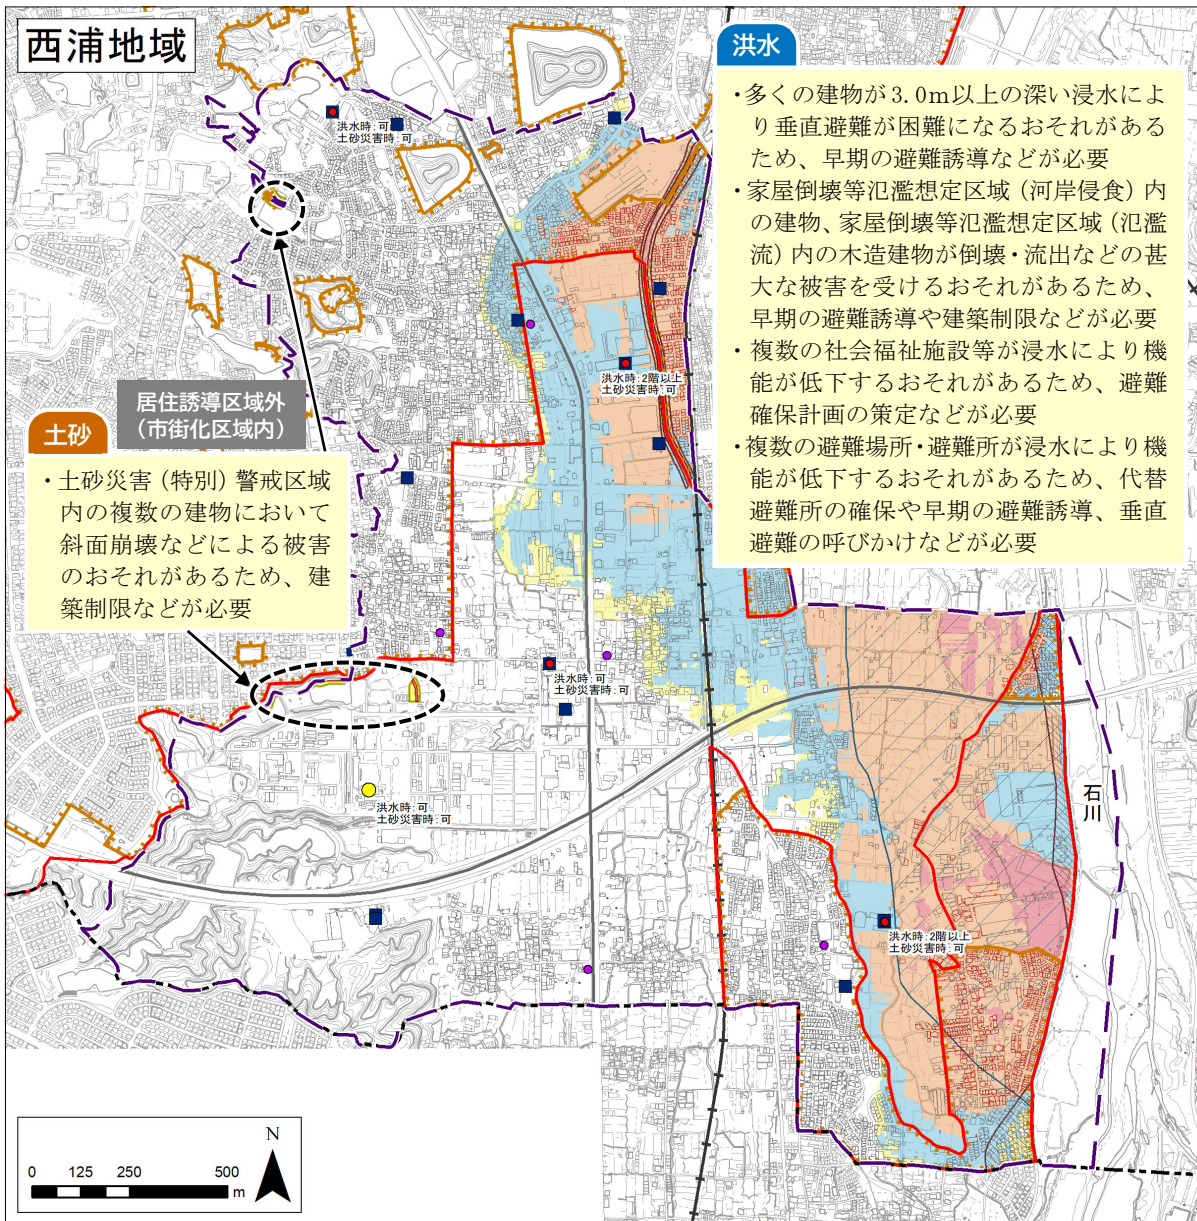 西浦地域
洪水
・多くの建物が3.0m以上の深い浸水によ
り垂直避難が困難になるおそれがある
ため、早期の避難誘導などが必要
・家屋倒壊等氾濫想定区域（河岸侵食）内
の建物、家屋倒壊等氾濫想定区域（氾濫
流）内の木造建物が倒壊・流出などの甚
大な被害を受けるおそれがあるため、
早期の避難誘導や建築制限などが必要
・複数の社会福祉施設等が浸水により機
能が低下するおそれがあるため、避難
確保計画の策定などが必要
・複数の避難場所・避難所が浸水により機
能が低下するおそれがあるため、代替
避難所の確保や早期の避難誘導、垂直
避難の呼びかけなどが必要
洪水時:可
土砂災害時:可
居住誘導区域外
（市街化区域内）
土砂
・土砂災害（特別）警戒区域
内の複数の建物において
斜面崩壊などによる被害
のおそれがあるため、建
築制限などが必要
洪水時:2階以上
土砂災害時:可
洪水時:可
土砂災害時:可
洪水時:可
土砂災害時:可
石川
洪水時:2階以上
土砂災害時:可
N
0 125 250 500
m